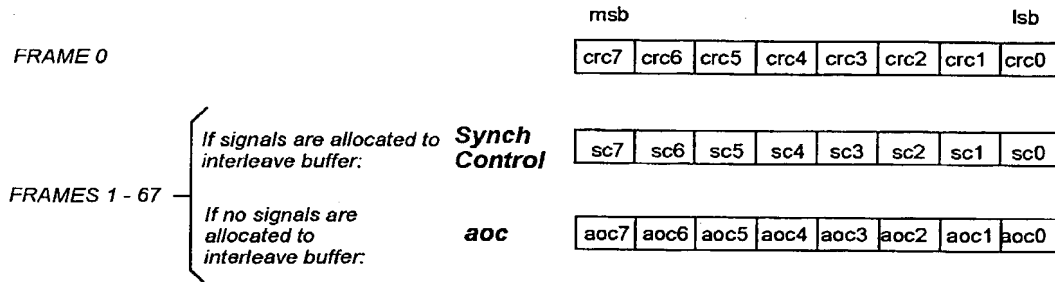 msb lsb
FRAME 0 crc7 crc6 crc5 crc4 crc3 crc2 crc1 crc0
If signals are allocated to
interleave buffer:
Synch
Control
sc7 sc6 sc5 sc4 sc3 sc2 sc1 sc0
FRAMES 1 - 67
If no signals are
allocated to
interleave buffer:
aoc
aoc7 aoc6 aoc5 aoc4 aoc3 aoc2 aoc1 aoc0